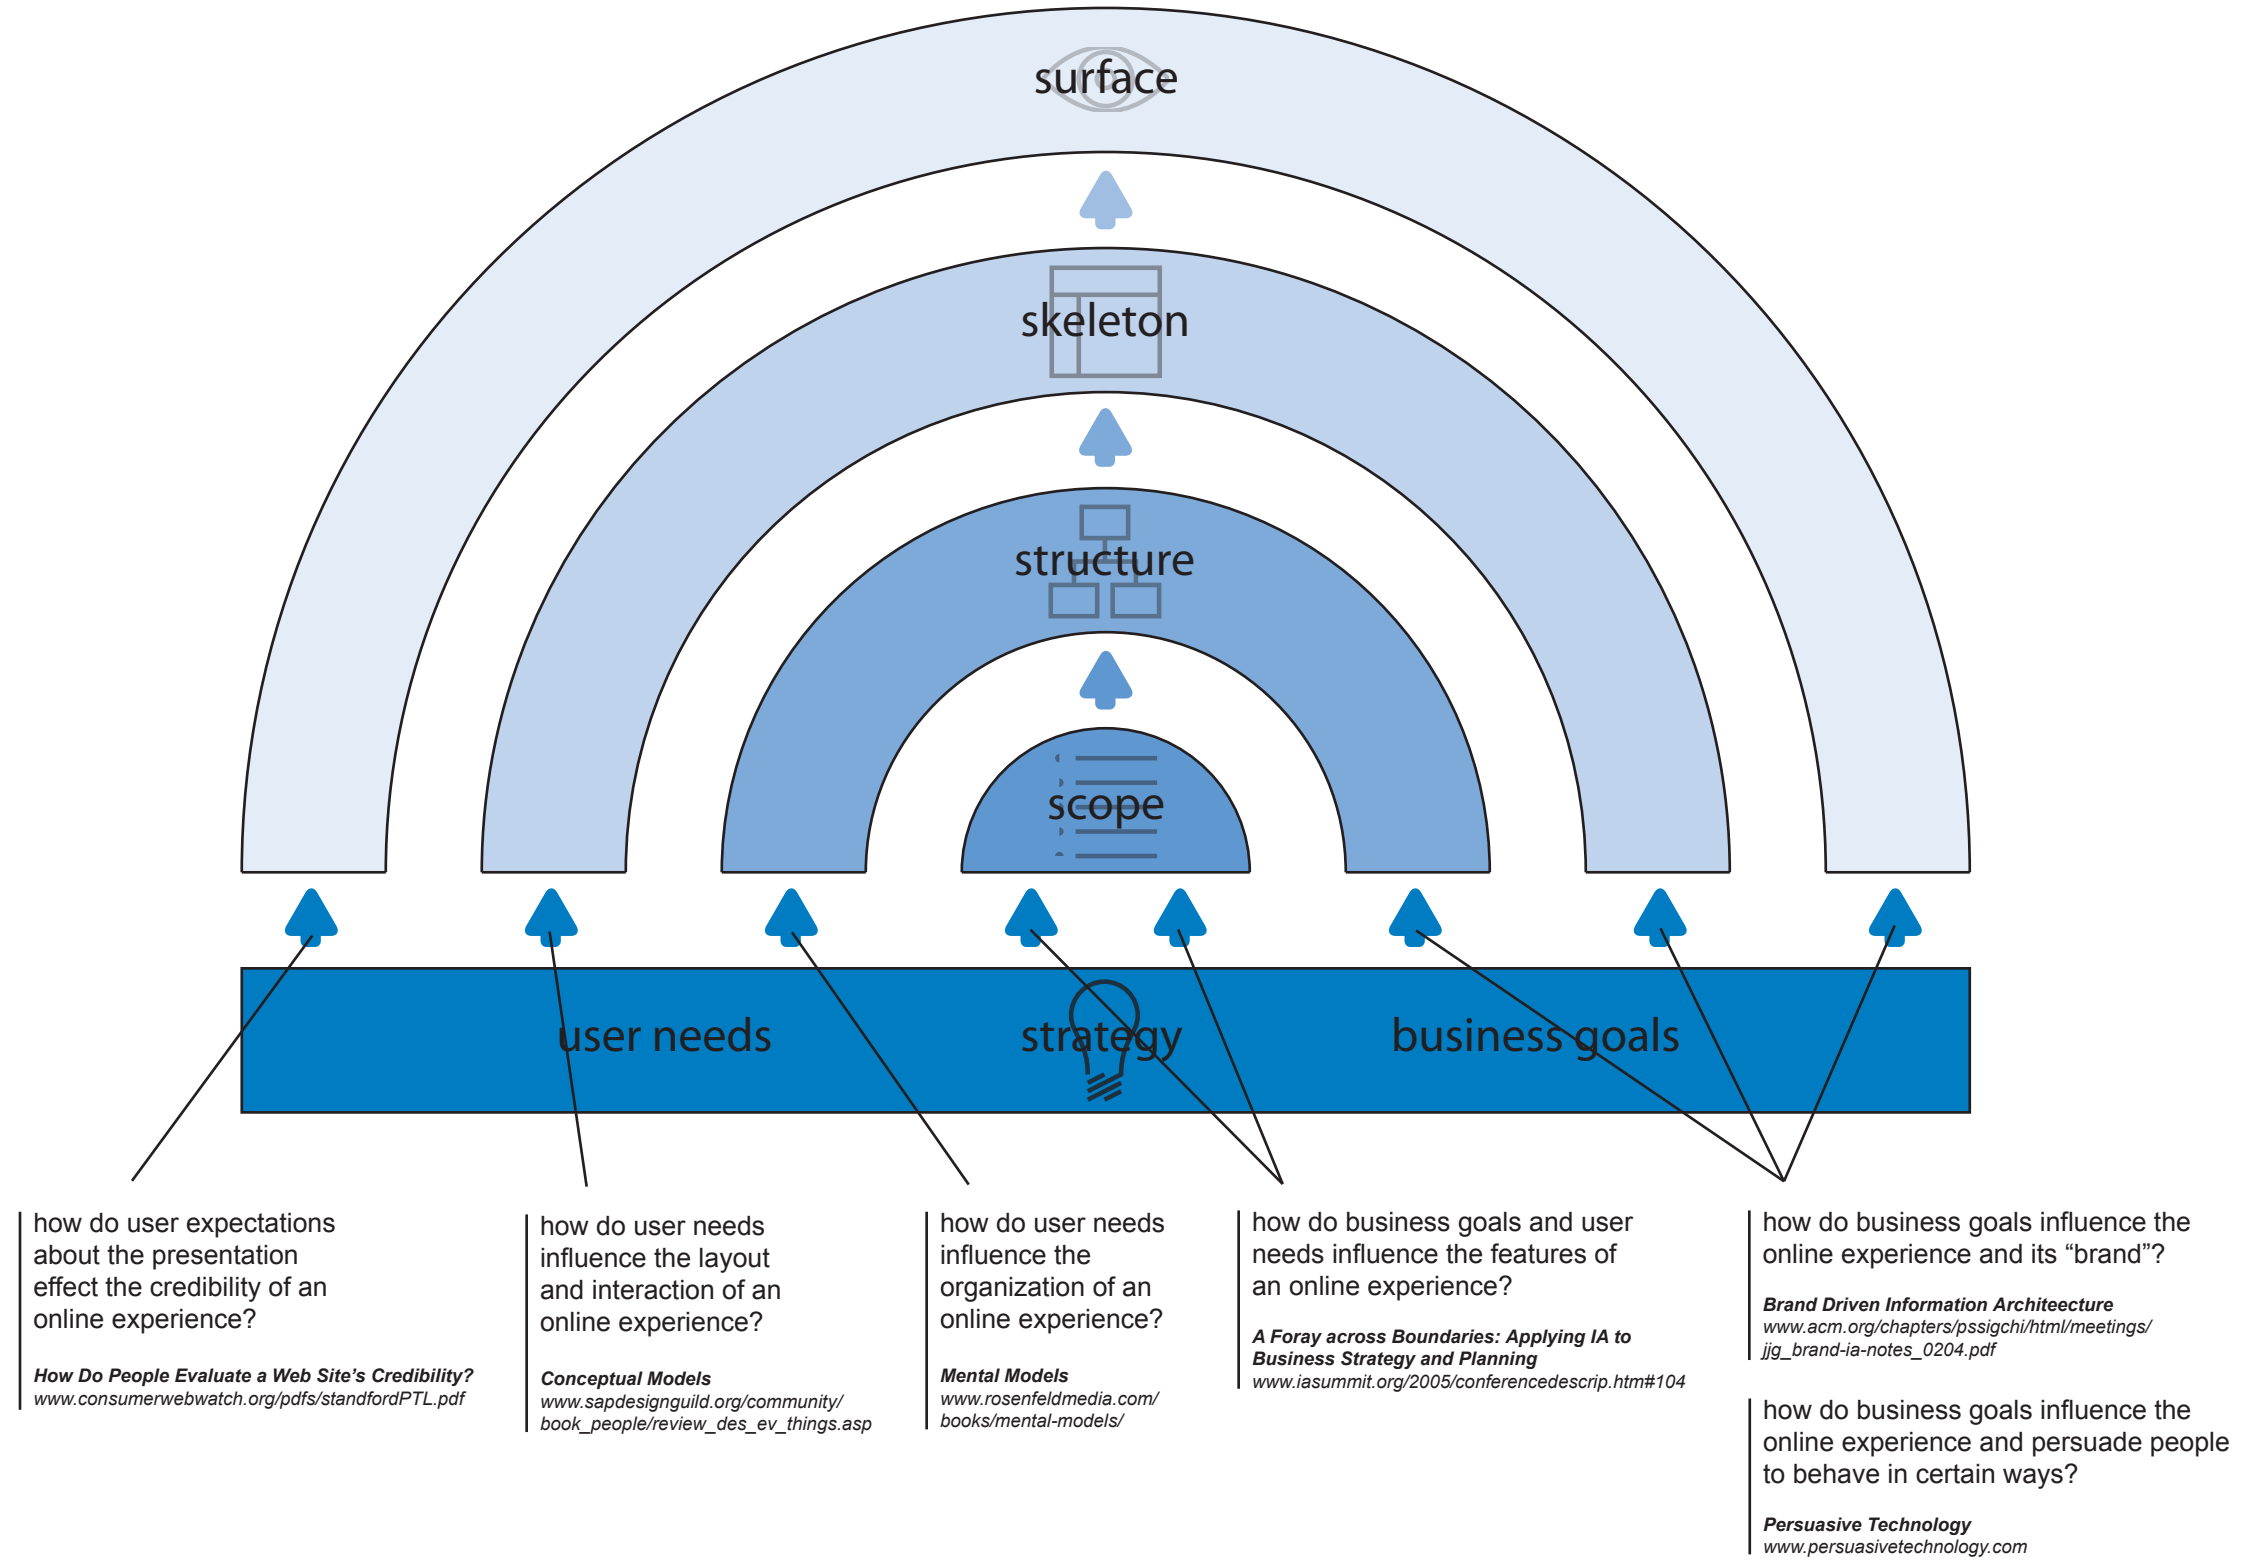 surface
skeleton
structure
scope
user needs
strategy
business goals
how do user expectations
about the presentation
effect the credibility of an
online experience?
How Do People Evaluate a Web Site's Credibility?
www.consumerwebwatch.org/pdfs/standfordPTL.pdf
how do user needs
influence the layout
and interaction of an
online experience?
Conceptual Models
www.sapdesignguild.org/community/
book_people/review_des_ev_things.asp
how do user needs
influence the
organization of an
online experience?
Mental Models
www.rosenfeldmedia.com/
books/mental-models/
how do business goals and user
needs influence the features of
an online experience?
A Foray across Boundaries: Applying IA to
Business Strategy and Planning
www.iasummit.org/2005/conferencedescrip.htm#104
how do business goals influence the
online experience and its “brand”?
Brand Driven Information Architeecture
www.acm.org/chapters/pssigchi/html/meetings/
jjg_brand-ia-notes_0204.pdf
how do business goals influence the
online experience and persuade people
to behave in certain ways?
Persuasive Technology
www.persuasivetechnology.com